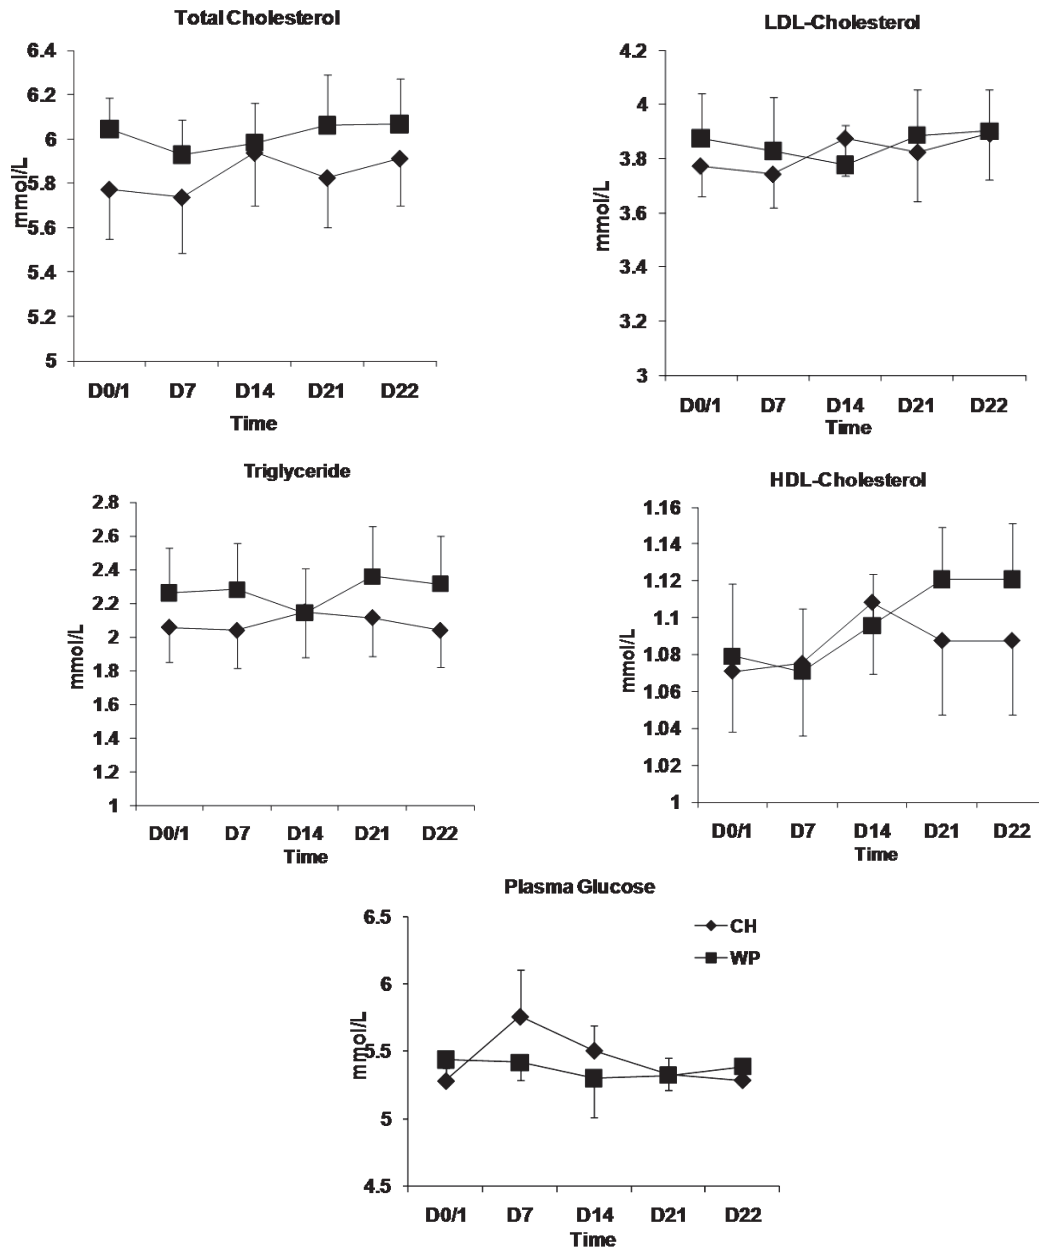 Total Cholesterol
6.4
6.2
6
5.8
5.6
5.4
5.2
5
mmol/L
D0/1 D7 D14 D21 D22
Time
LDL-Cholesterol
4.2
4
3.8
3.6
3.4
3.2
3
mmol/L
D0/1 D7 D14 D21 D22
Time
Triglyceride
2.8
2.6
2.4
2.2
2
1.8
1.6
1.4
1.2
1
mmol/L
D0/1 D7 D14 D21 D22
Time
HDL-Cholesterol
1.16
1.14
1.12
1.1
1.08
1.06
1.04
1.02
1
mmol/L
D0/1 D7 D14 D21 D22
Time
Plasma Glucose
6.5
6
5.5
5
4.5
mmol/L
CH
WP
D0/1 D7 D14 D21 D22
Time